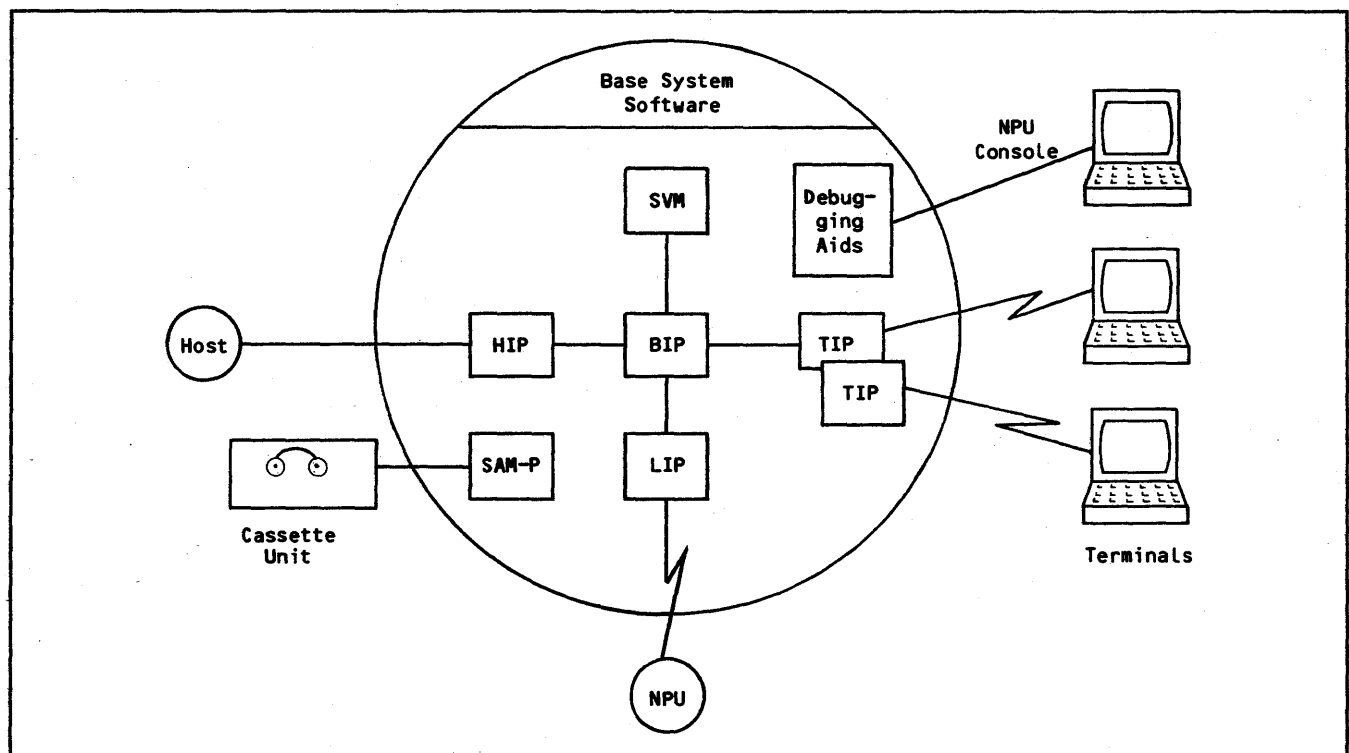 Base System
Software
NPU
Console
SVM
Debug-
ging
Aids
Host
HIP
BIP
TIP
TIP
SAM-P
LIP
Cassette
Unit
Terminals
NPU